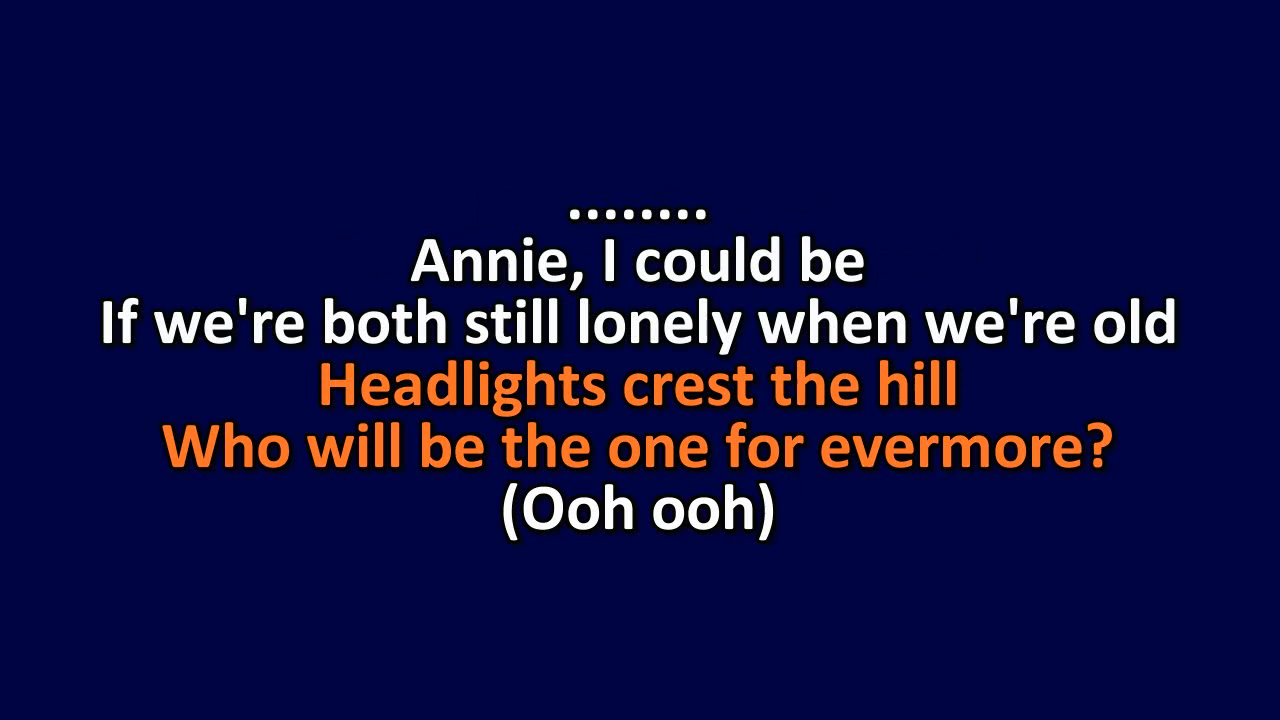 ........
Annie, I could be
If we're both still lonely when we're old
Headlights crest the hill
Who will be the one for evermore?
(Ooh ooh)